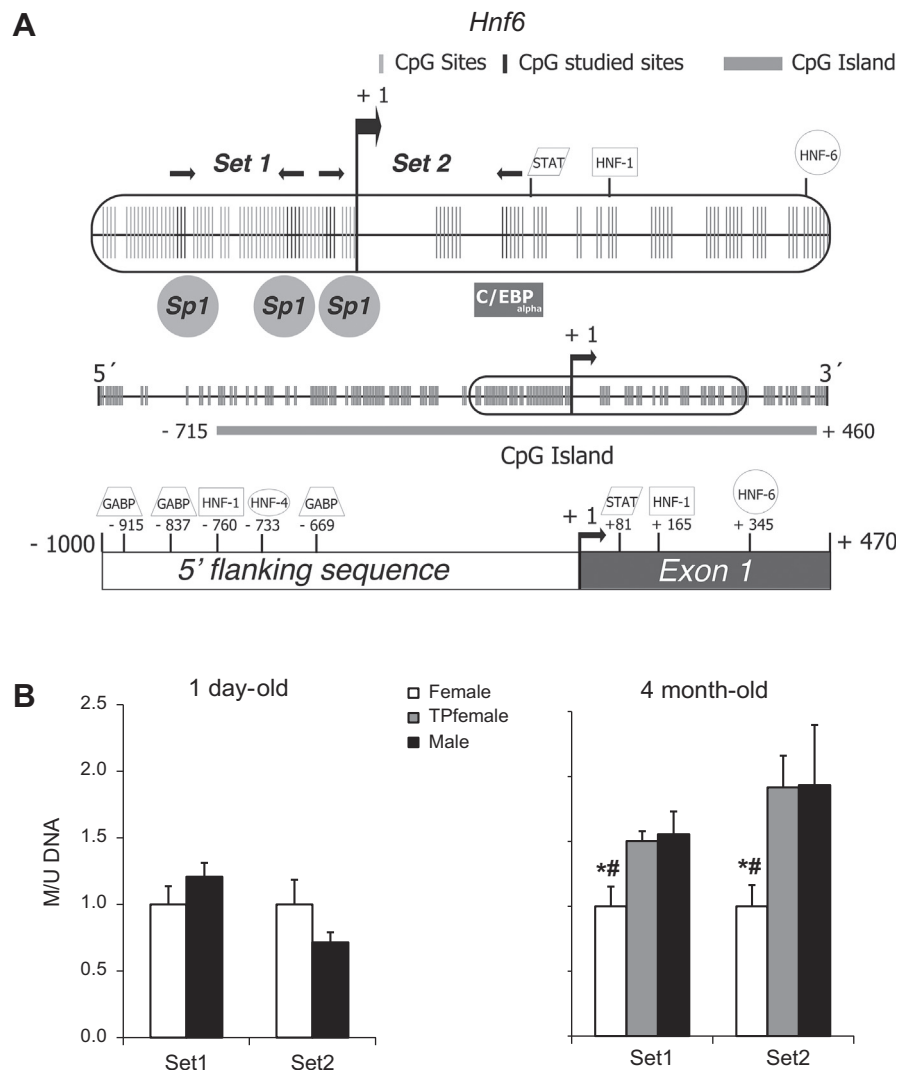 A
Hnf6
CpG Sites CpG studied sites CpG Island
+ 1
Set 1 Set 2 STAT HNF-1 HNF-6
Sp1 Sp1 Sp1 C/EBP alpha
+ 1
5´ 3´
- 715 + 460
CpG Island
GABP GABP HNF-1 HNF-4 GABP STAT HNF-1 HNF-6
- 915 - 837 - 760 - 733 - 669 + 1 +81 + 165 + 345
- 1000 + 470
5' flanking sequence Exon 1
B
1 day-old
Female
TPfemale
Male
4 month-old
M/U DNA
2.5
2.0
1.5
1.0
0.5
0.0
*# *#
Set1 Set2 Set1 Set2